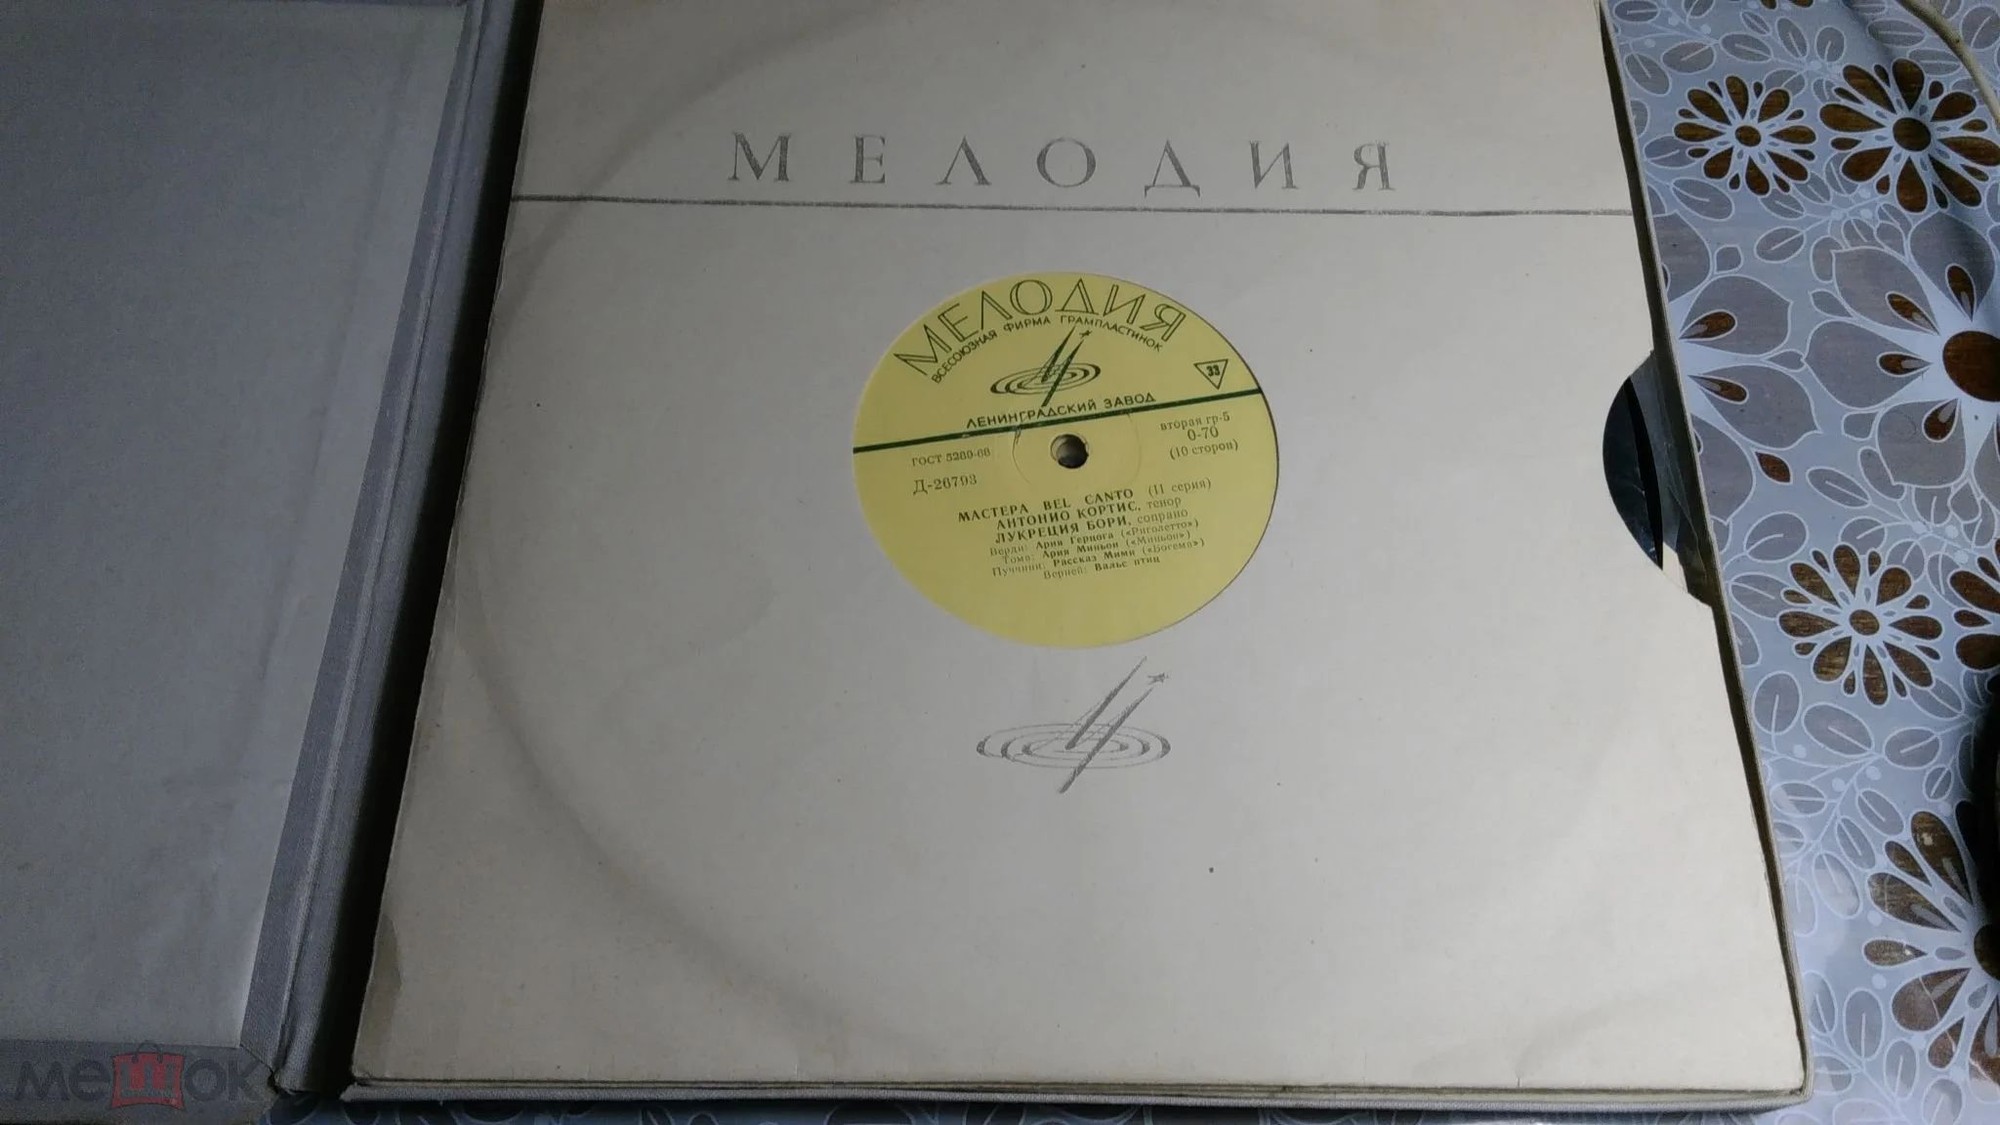 МЕЛОДИЯ
МЕЛОДИЯ
ВСЕСОЮЗНАЯ ФИРМА ГРАМПЛАСТИНОК
33
ЛЕНИНГРАДСКИЙ ЗАВОД
ГОСТ 5289-68
вторая гр-5
0-70
Д-26793
(10 сторон)
МАСТЕРА BEL CANTO (II серия)
АНТОНИО КОРТИС, тенор
ЛУКРЕЦИЯ БОРИ, сопрано
Верди: Ария Герцога («Риголетто»)
Тома: Ария Миньон («Миньон»)
Пуччини: Рассказ Мими («Богема»)
Верней: Вальс птиц
мешок